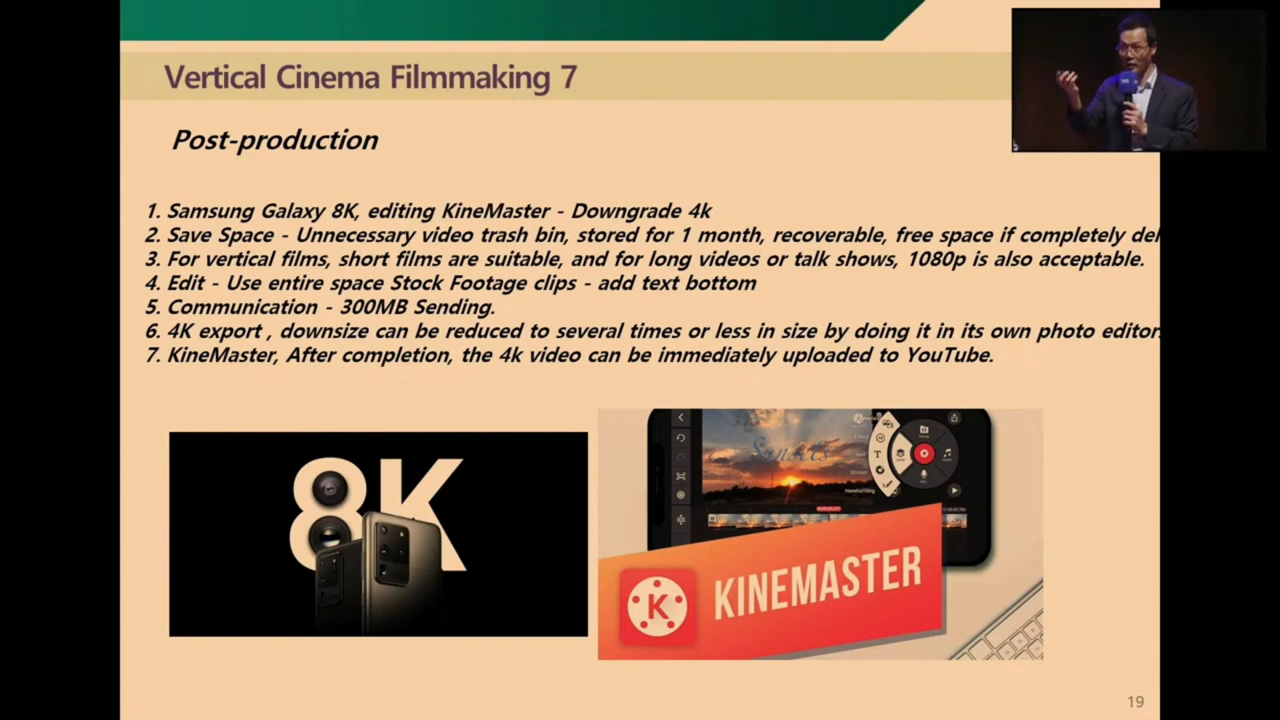 Vertical Cinema Filmmaking 7
Post-production
1. Samsung Galaxy 8K, editing KineMaster - Downgrade 4k
2. Save Space - Unnecessary video trash bin, stored for 1 month, recoverable, free space if completely del
3. For vertical films, short films are suitable, and for long videos or talk shows, 1080p is also acceptable.
4. Edit - Use entire space Stock Footage clips - add text bottom
5. Communication - 300MB Sending.
6. 4K export , downsize can be reduced to several times or less in size by doing it in its own photo editor.
7. KineMaster, After completion, the 4k video can be immediately uploaded to YouTube.
8K
Sunsets
Text
Sticker
Handwriting
K
KINEMASTER
19